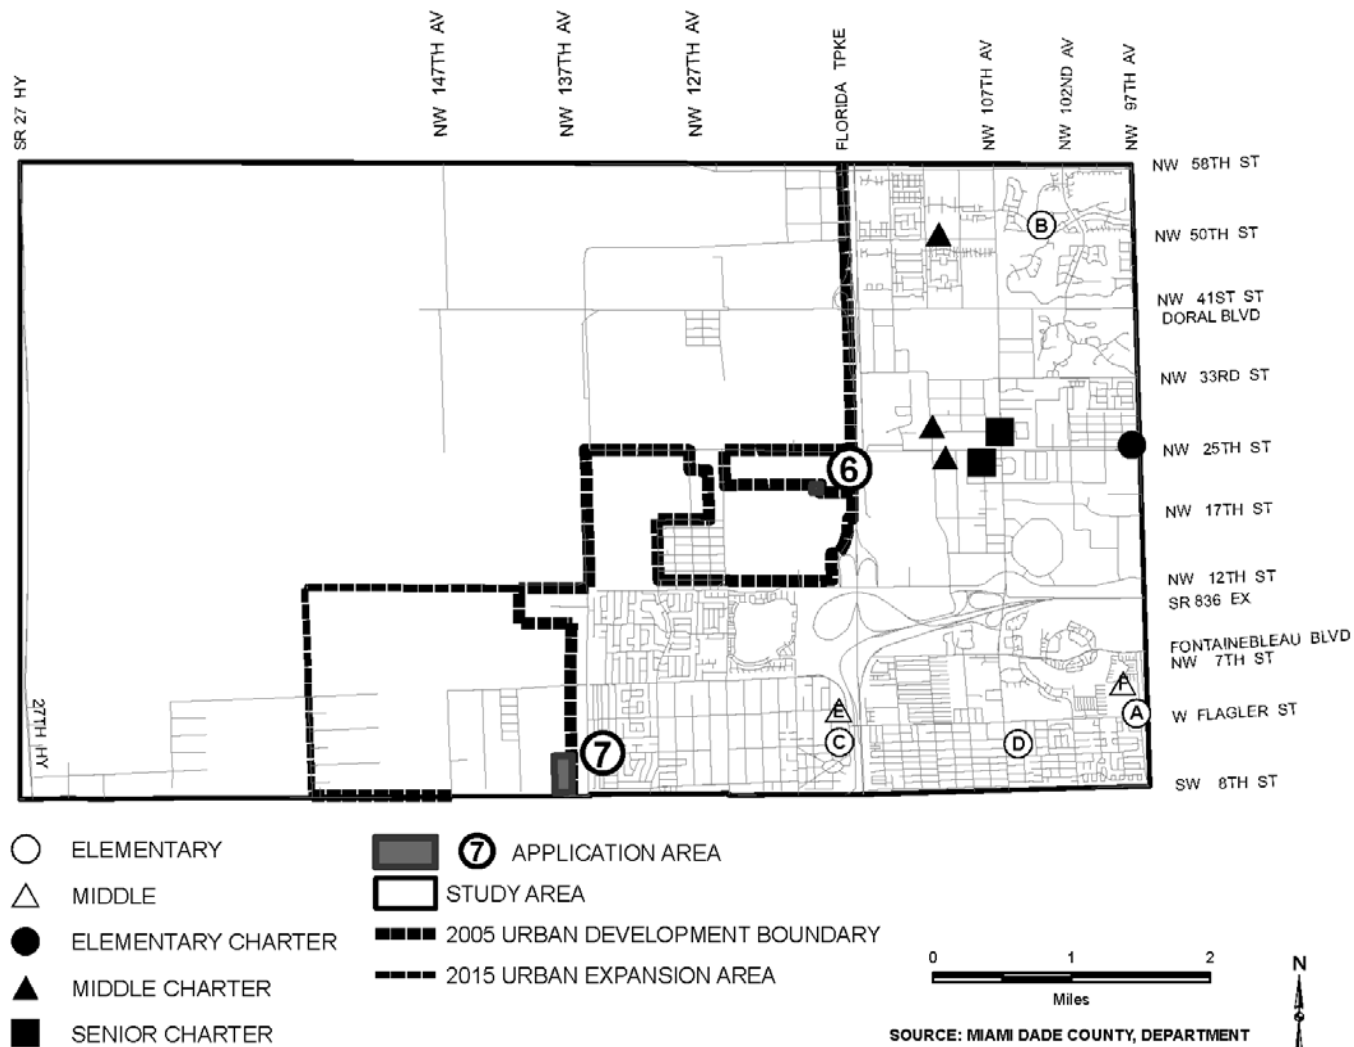 SR 27 HY
NW 147TH AV
NW 137TH AV
NW 127TH AV
FLORIDA TPKE
NW 107TH AV
NW 102ND AV
NW 97TH AV
NW 58TH ST
B
NW 50TH ST
NW 41ST ST
DORAL BLVD
NW 33RD ST
NW 25TH ST
6
NW 17TH ST
NW 12TH ST
SR 836 EX
FONTAINEBLEAU BLVD
NW 7TH ST
F
27TH HY
E
A
W FLAGLER ST
7
C
D
SW 8TH ST
ELEMENTARY
7 APPLICATION AREA
MIDDLE
STUDY AREA
ELEMENTARY CHARTER
2005 URBAN DEVELOPMENT BOUNDARY
MIDDLE CHARTER
2015 URBAN EXPANSION AREA
SENIOR CHARTER
0 1 2
Miles
N
SOURCE: MIAMI DADE COUNTY, DEPARTMENT